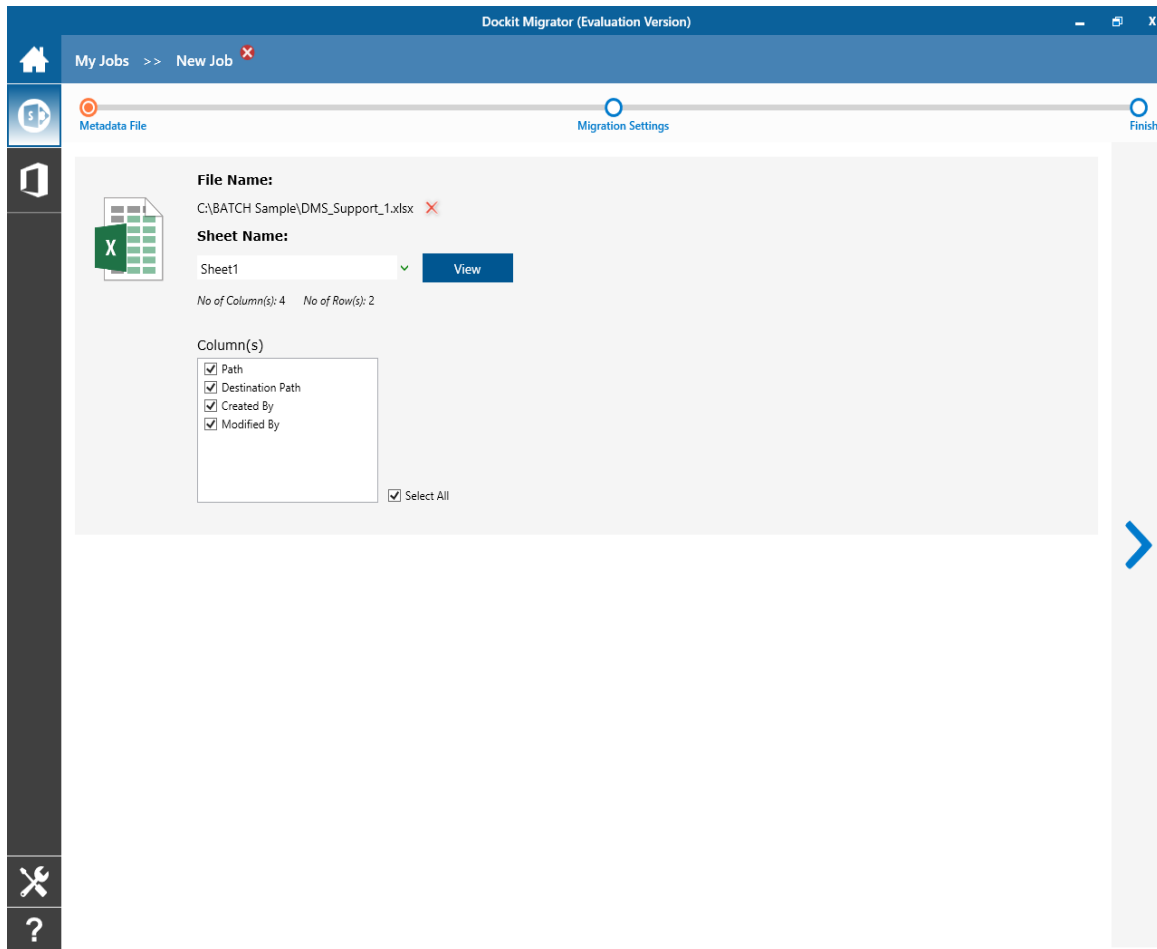 Dockit Migrator (Evaluation Version)
X
My Jobs >> New Job
S
Metadata File
Migration Settings
Finish
File Name:
C:\BATCH Sample\DMS_Support_1.xlsx
X
Sheet Name:
Sheet1
View
No of Column(s): 4 No of Row(s): 2
Column(s)
Path
Destination Path
Created By
Modified By
Select All
?